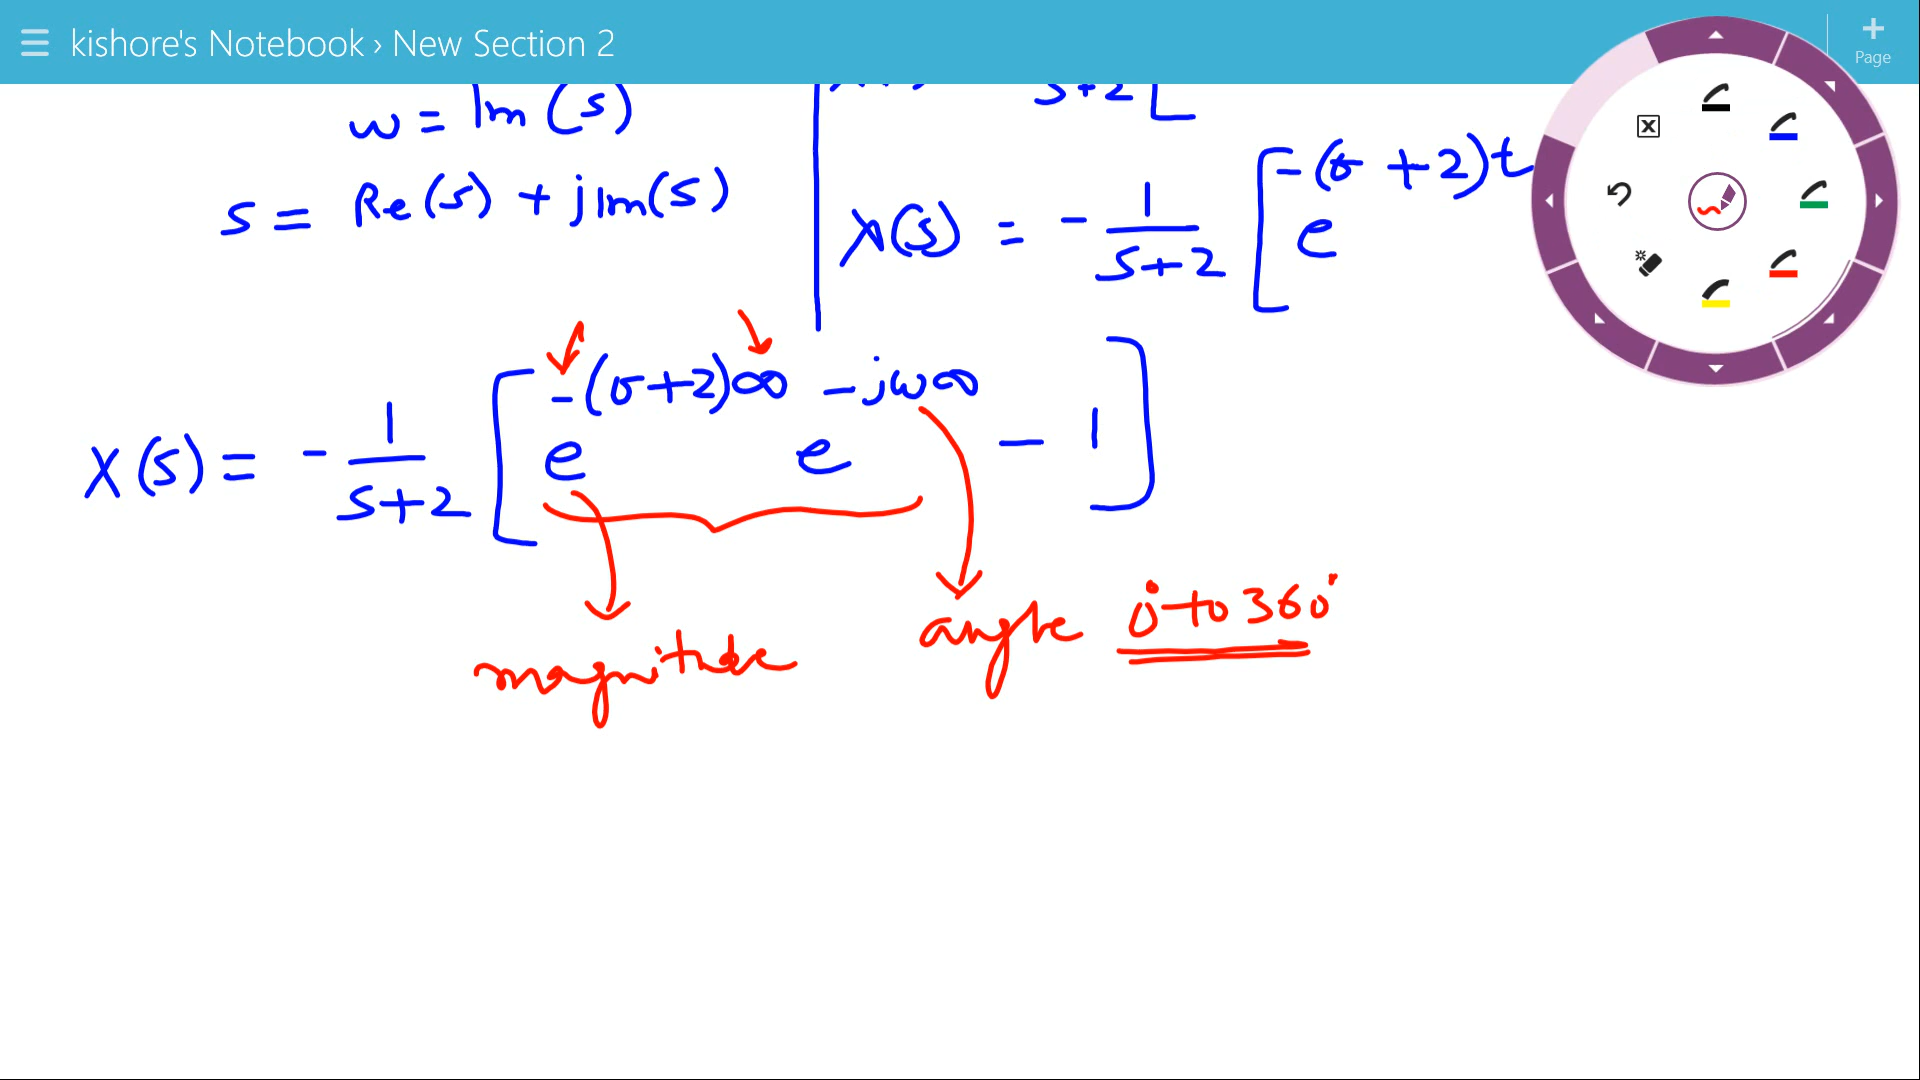 kishore's Notebook › New Section 2
Page
ω = Im (s)
s = Re(s) + jIm(s)
s+2 [
X(s) = - 1/(s+2) [ e^-(σ+2)t
X(s) = - 1/(s+2) [ e^-(σ+2)∞ e^-jω∞ - 1 ]
magnitude
angle 0° to 360°